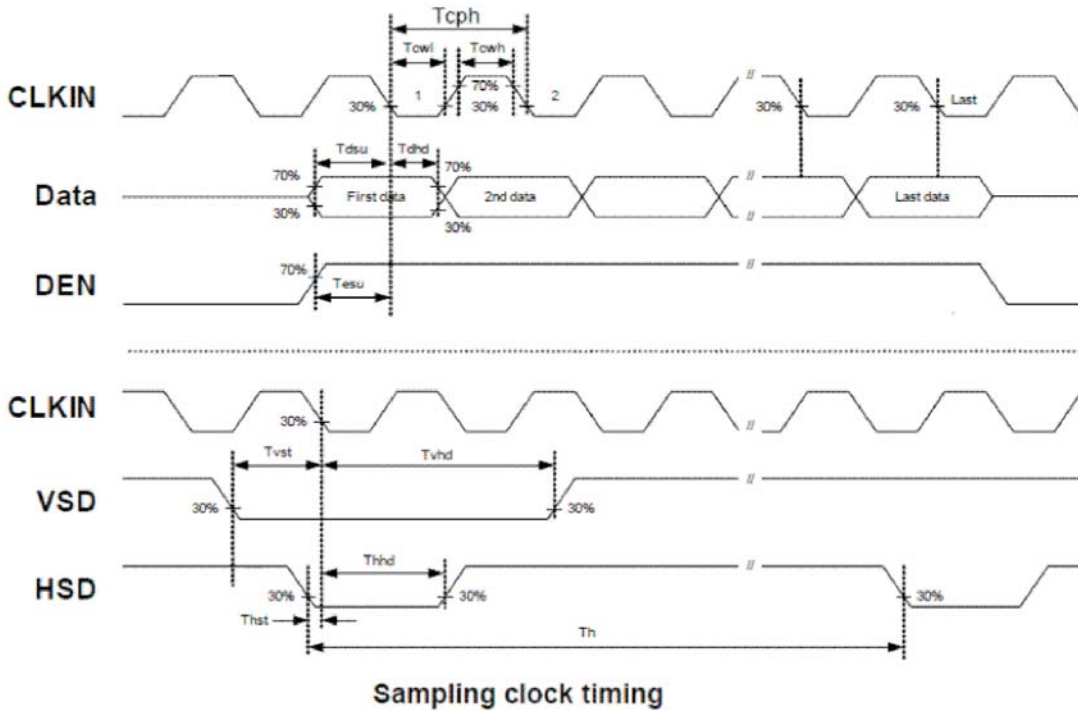 Tcph
Tcwl Tcwh
CLKIN 30% 1 70% 30% 2 // 30% 30% Last
Tdsu Tdhd
70% 70%
Data First data 2nd data // Last data
30% 30%
DEN 70% //
Tesu
CLKIN 30% //
Tvst Tvhd
VSD 30% 30% //
Thhd
HSD 30% 30% // 30%
Thst
Th
Sampling clock timing